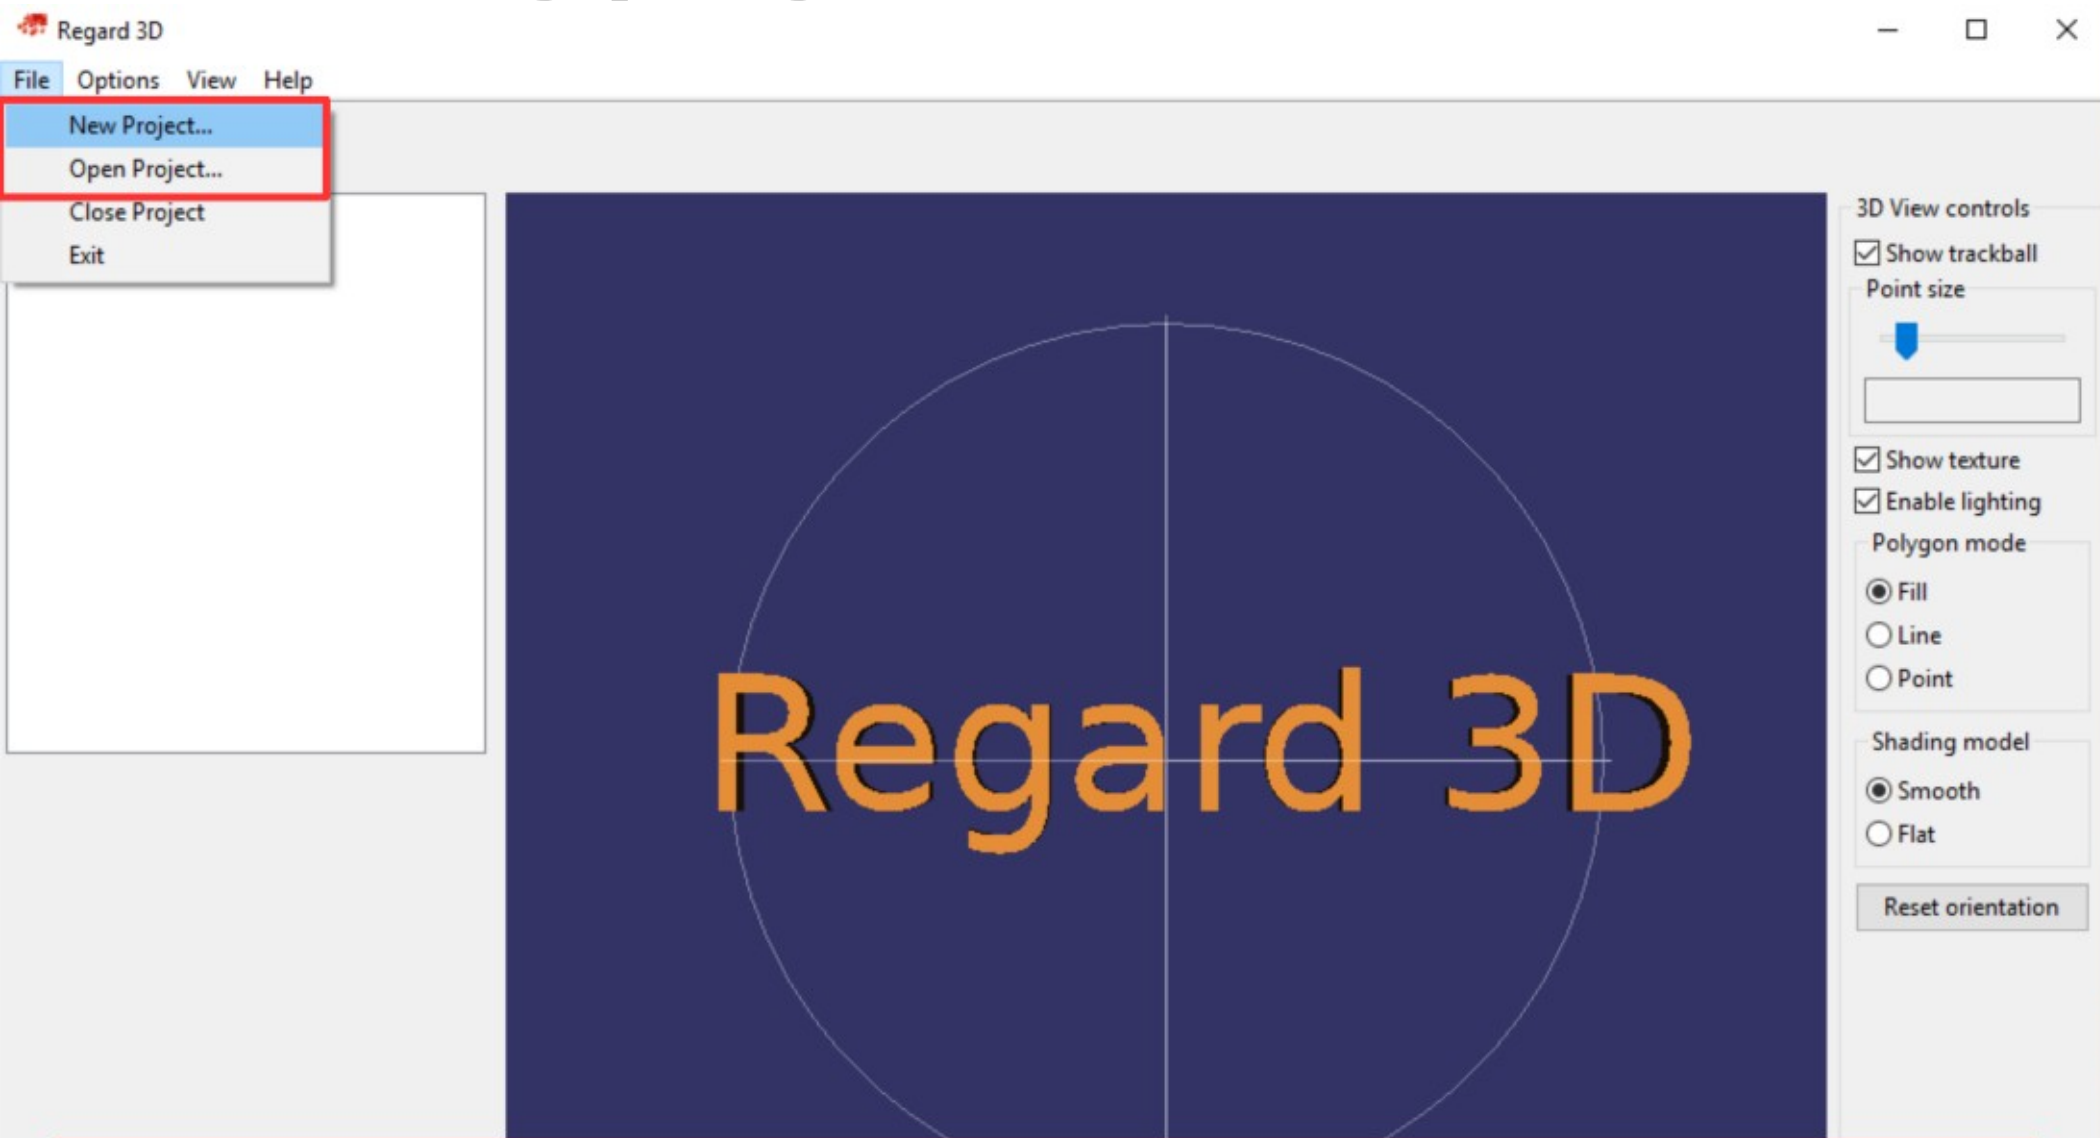 Regard 3D
File Options View Help
New Project...
Open Project...
Close Project
Exit
Regard 3D
3D View controls
Show trackball
Point size
Show texture
Enable lighting
Polygon mode
Fill
Line
Point
Shading model
Smooth
Flat
Reset orientation